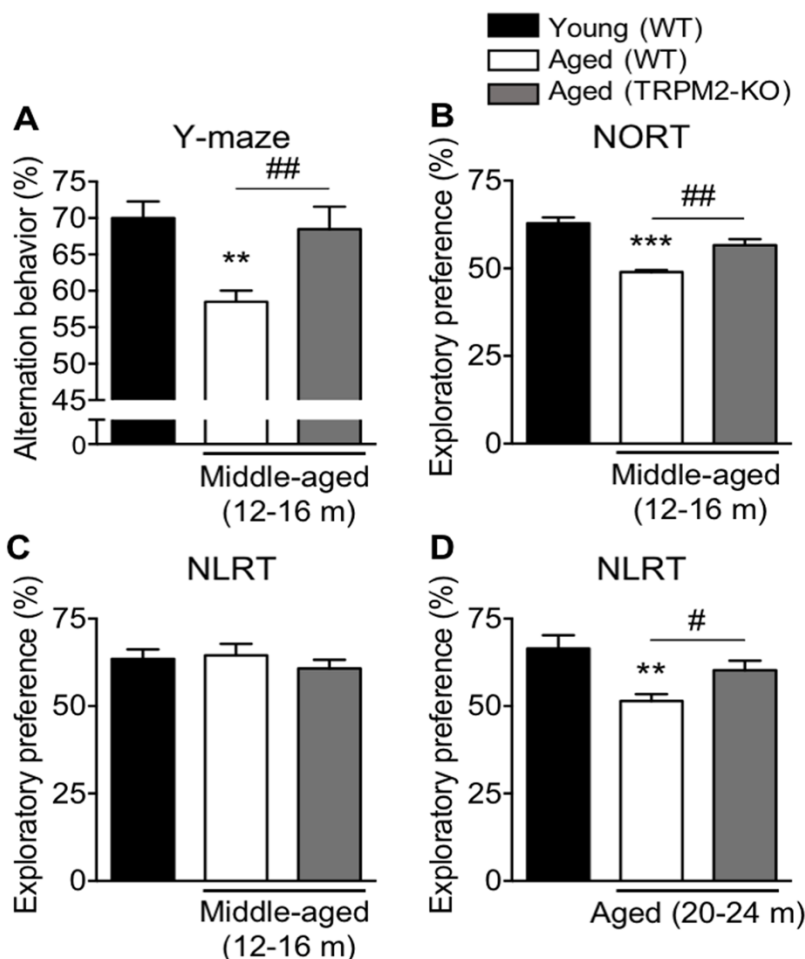 Young (WT)
Aged (WT)
Aged (TRPM2-KO)
A
Y-maze
Alternation behavior (%)
75
70
65
60
55
50
45
0
**
##
Middle-aged
(12-16 m)
B
NORT
Exploratory preference (%)
75
50
25
0
***
##
Middle-aged
(12-16 m)
C
NLRT
Exploratory preference (%)
75
50
25
0
Middle-aged
(12-16 m)
D
NLRT
Exploratory preference (%)
75
50
25
0
**
#
Aged (20-24 m)